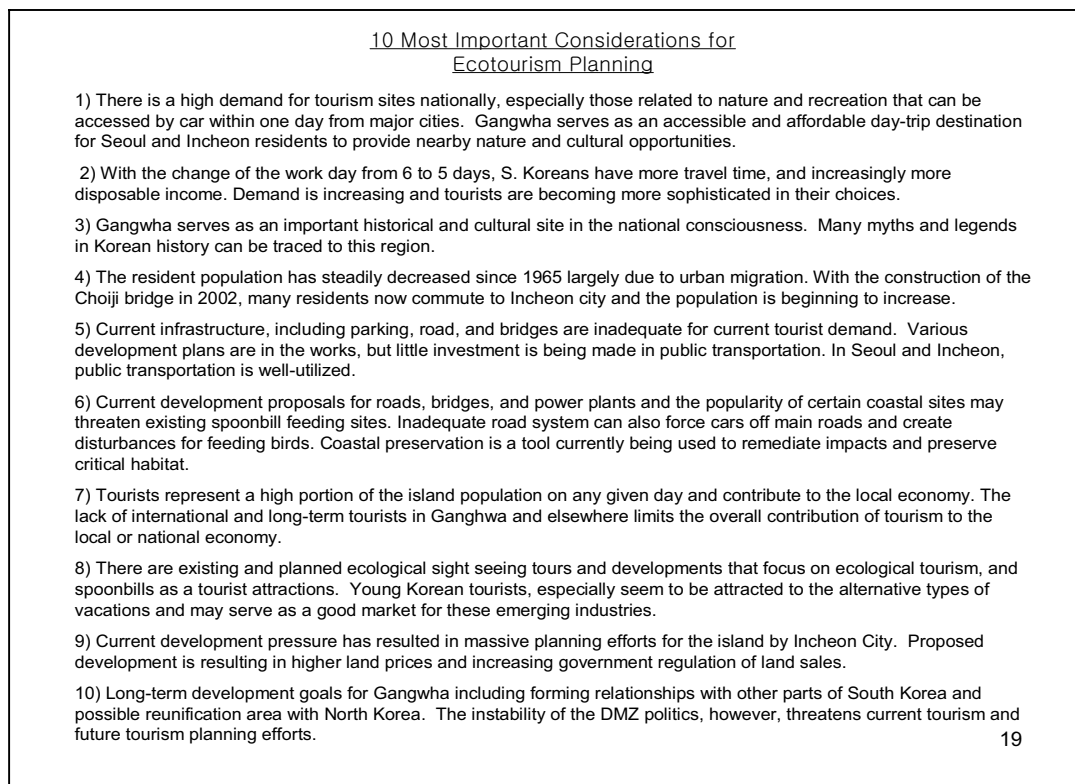 10 Most Important Considerations for
Ecotourism Planning
1) There is a high demand for tourism sites nationally, especially those related to nature and recreation that can be
accessed by car within one day from major cities.  Gangwha serves as an accessible and affordable day-trip destination
for Seoul and Incheon residents to provide nearby nature and cultural opportunities.
2) With the change of the work day from 6 to 5 days, S. Koreans have more travel time, and increasingly more
disposable income. Demand is increasing and tourists are becoming more sophisticated in their choices.
3) Gangwha serves as an important historical and cultural site in the national consciousness.  Many myths and legends
in Korean history can be traced to this region.
4) The resident population has steadily decreased since 1965 largely due to urban migration. With the construction of the
Choiji bridge in 2002, many residents now commute to Incheon city and the population is beginning to increase.
5) Current infrastructure, including parking, road, and bridges are inadequate for current tourist demand.  Various
development plans are in the works, but little investment is being made in public transportation. In Seoul and Incheon,
public transportation is well-utilized.
6) Current development proposals for roads, bridges, and power plants and the popularity of certain coastal sites may
threaten existing spoonbill feeding sites. Inadequate road system can also force cars off main roads and create
disturbances for feeding birds. Coastal preservation is a tool currently being used to remediate impacts and preserve
critical habitat.
7) Tourists represent a high portion of the island population on any given day and contribute to the local economy. The
lack of international and long-term tourists in Ganghwa and elsewhere limits the overall contribution of tourism to the
local or national economy.
8) There are existing and planned ecological sight seeing tours and developments that focus on ecological tourism, and
spoonbills as a tourist attractions.  Young Korean tourists, especially seem to be attracted to the alternative types of
vacations and may serve as a good market for these emerging industries.
9) Current development pressure has resulted in massive planning efforts for the island by Incheon City.  Proposed
development is resulting in higher land prices and increasing government regulation of land sales.
10) Long-term development goals for Gangwha including forming relationships with other parts of South Korea and
possible reunification area with North Korea.  The instability of the DMZ politics, however, threatens current tourism and
future tourism planning efforts.
19